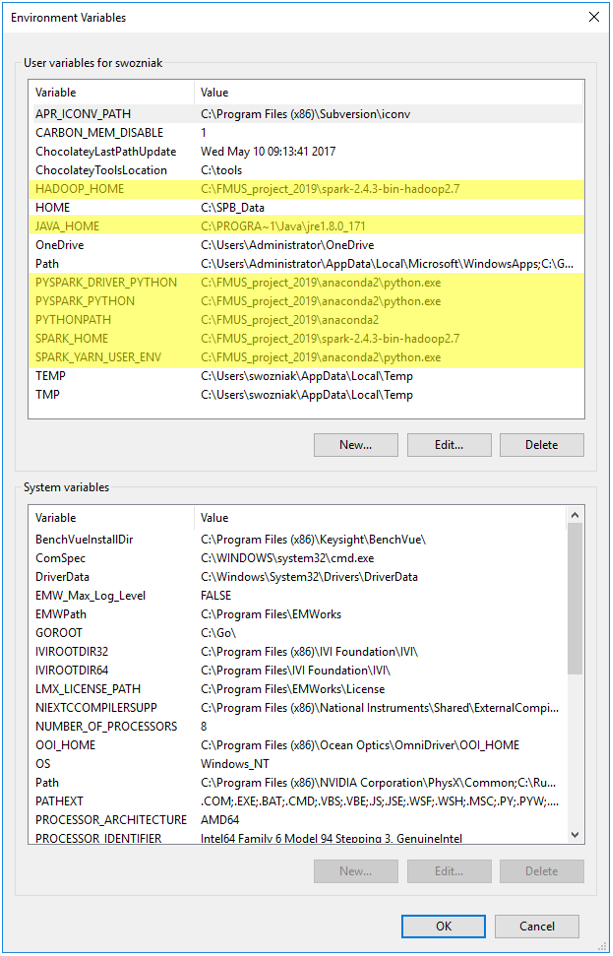 Environment Variables
User variables for swozniak
Variable Value
APR_ICONV_PATH C:\Program Files (x86)\Subversion\iconv
CARBON_MEM_DISABLE 1
ChocolateyLastPathUpdate Wed May 10 09:13:41 2017
ChocolateyToolsLocation C:\tools
HADOOP_HOME C:\FMUS_project_2019\spark-2.4.3-bin-hadoop2.7
HOME C:\SPB_Data
JAVA_HOME C:\PROGRA~1\Java\jre1.8.0_171
OneDrive C:\Users\Administrator\OneDrive
Path C:\Users\Administrator\AppData\Local\Microsoft\WindowsApps;C:\G...
PYSPARK_DRIVER_PYTHON C:\FMUS_project_2019\anaconda2\python.exe
PYSPARK_PYTHON C:\FMUS_project_2019\anaconda2\python.exe
PYTHONPATH C:\FMUS_project_2019\anaconda2
SPARK_HOME C:\FMUS_project_2019\spark-2.4.3-bin-hadoop2.7
SPARK_YARN_USER_ENV C:\FMUS_project_2019\anaconda2\python.exe
TEMP C:\Users\swozniak\AppData\Local\Temp
TMP C:\Users\swozniak\AppData\Local\Temp
New... Edit... Delete
System variables
Variable Value
BenchVueInstallDir C:\Program Files (x86)\Keysight\BenchVue\
ComSpec C:\WINDOWS\system32\cmd.exe
DriverData C:\Windows\System32\Drivers\DriverData
EMW_Max_Log_Level FALSE
EMWPath C:\Program Files\EMWorks
GOROOT C:\Go\
IVIROOTDIR32 C:\Program Files (x86)\IVI Foundation\IVI\
IVIROOTDIR64 C:\Program Files\IVI Foundation\IVI\
LMX_LICENSE_PATH C:\Program Files\EMWorks\License
NIEXTCCOMPILERSUPP C:\Program Files (x86)\National Instruments\Shared\ExternalCompi...
NUMBER_OF_PROCESSORS 8
OOI_HOME C:\Program Files (x86)\Ocean Optics\OmniDriver\OOI_HOME
OS Windows_NT
Path C:\Program Files (x86)\NVIDIA Corporation\PhysX\Common;C:\Ru...
PATHEXT .COM;.EXE;.BAT;.CMD;.VBS;.VBE;.JS;.JSE;.WSF;.WSH;.MSC;.PY;.PYW;....
PROCESSOR_ARCHITECTURE AMD64
PROCESSOR_IDENTIFIER Intel64 Family 6 Model 94 Stepping 3, GenuineIntel
New... Edit... Delete
OK Cancel